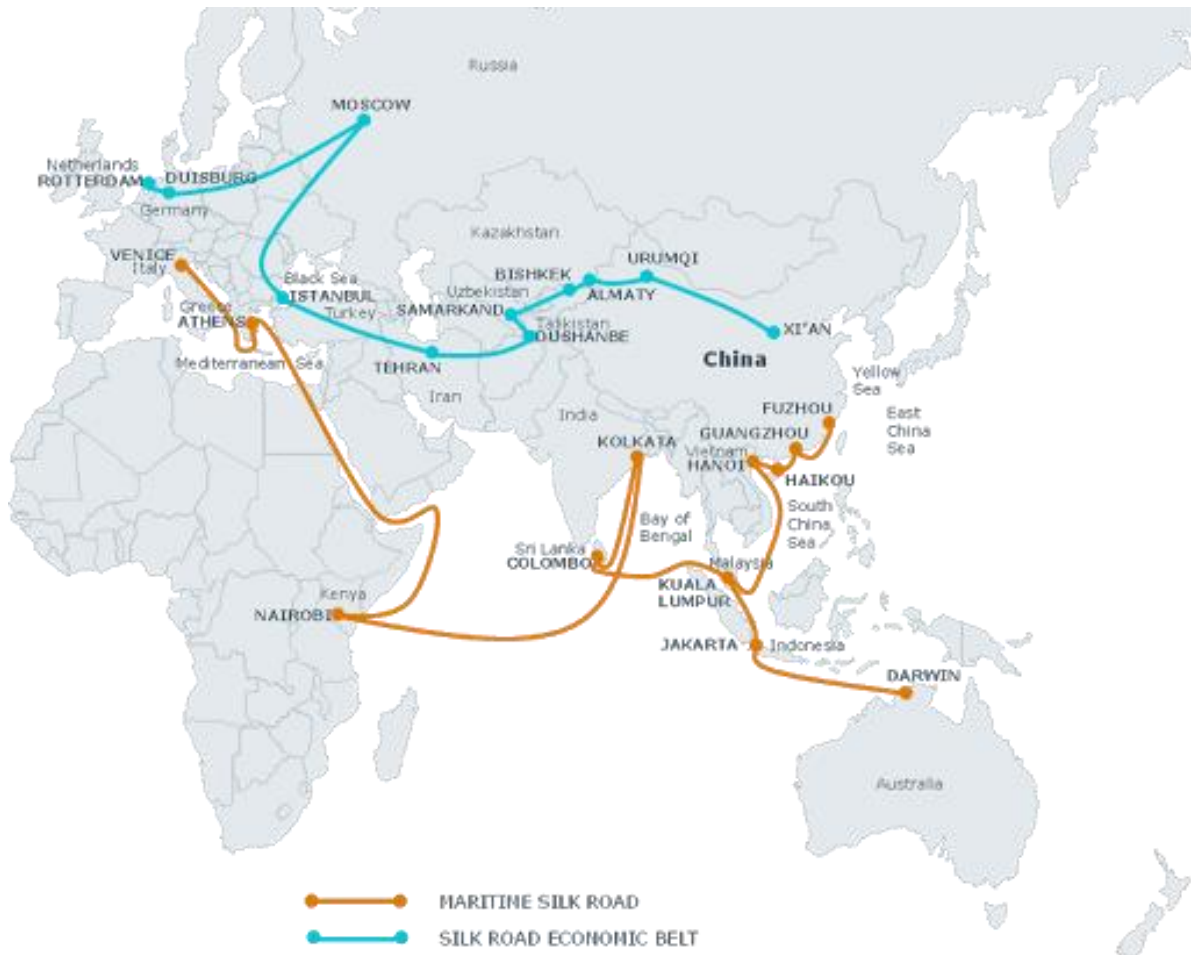 Russia
MOSCOW
Netherlands
ROTTERDAM
DUISBURG
Germany
Kazakhstan
VENICE
Italy
BISHKEK
URUMQI
Black Sea
ISTANBUL
Turkey
Uzbekistan
ALMATY
SAMARKAND
Greece
ATHENS
Tadikistan
DUSHANBE
XI'AN
Mediterranean Sea
TEHRAN
China
Iran
Yellow
Sea
India
FUZHOU
East
China
Sea
KOLKATA
GUANGZHOU
Vietnam
HANOI
HAIKOU
South
China
Sea
Bay of
Bengal
Sri Lanka
COLOMBO
Malaysia
KUALA
LUMPUR
Kenya
NAIROBI
JAKARTA
Indonesia
DARWIN
Australia
MARITIME SILK ROAD
SILK ROAD ECONOMIC BELT